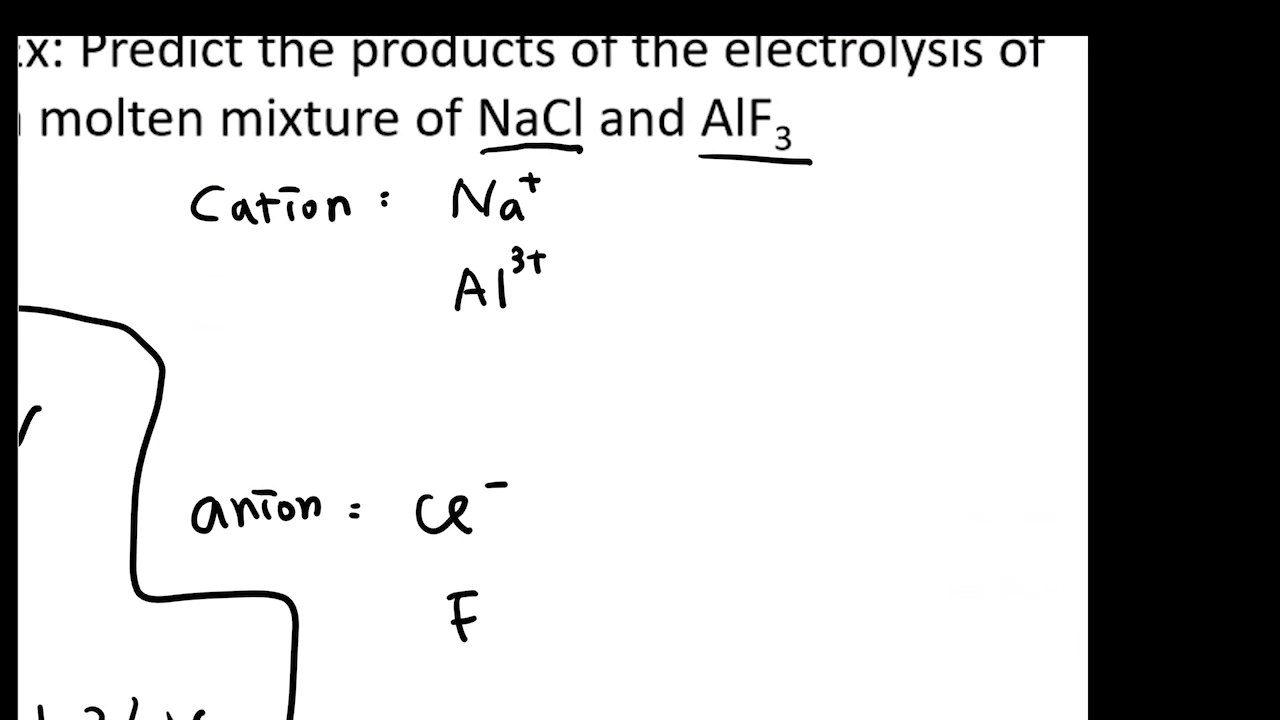 x: Predict the products of the electrolysis of
molten mixture of NaCl and AlF₃
Cation : Na⁺
Al³⁺
anion = Cl⁻
F